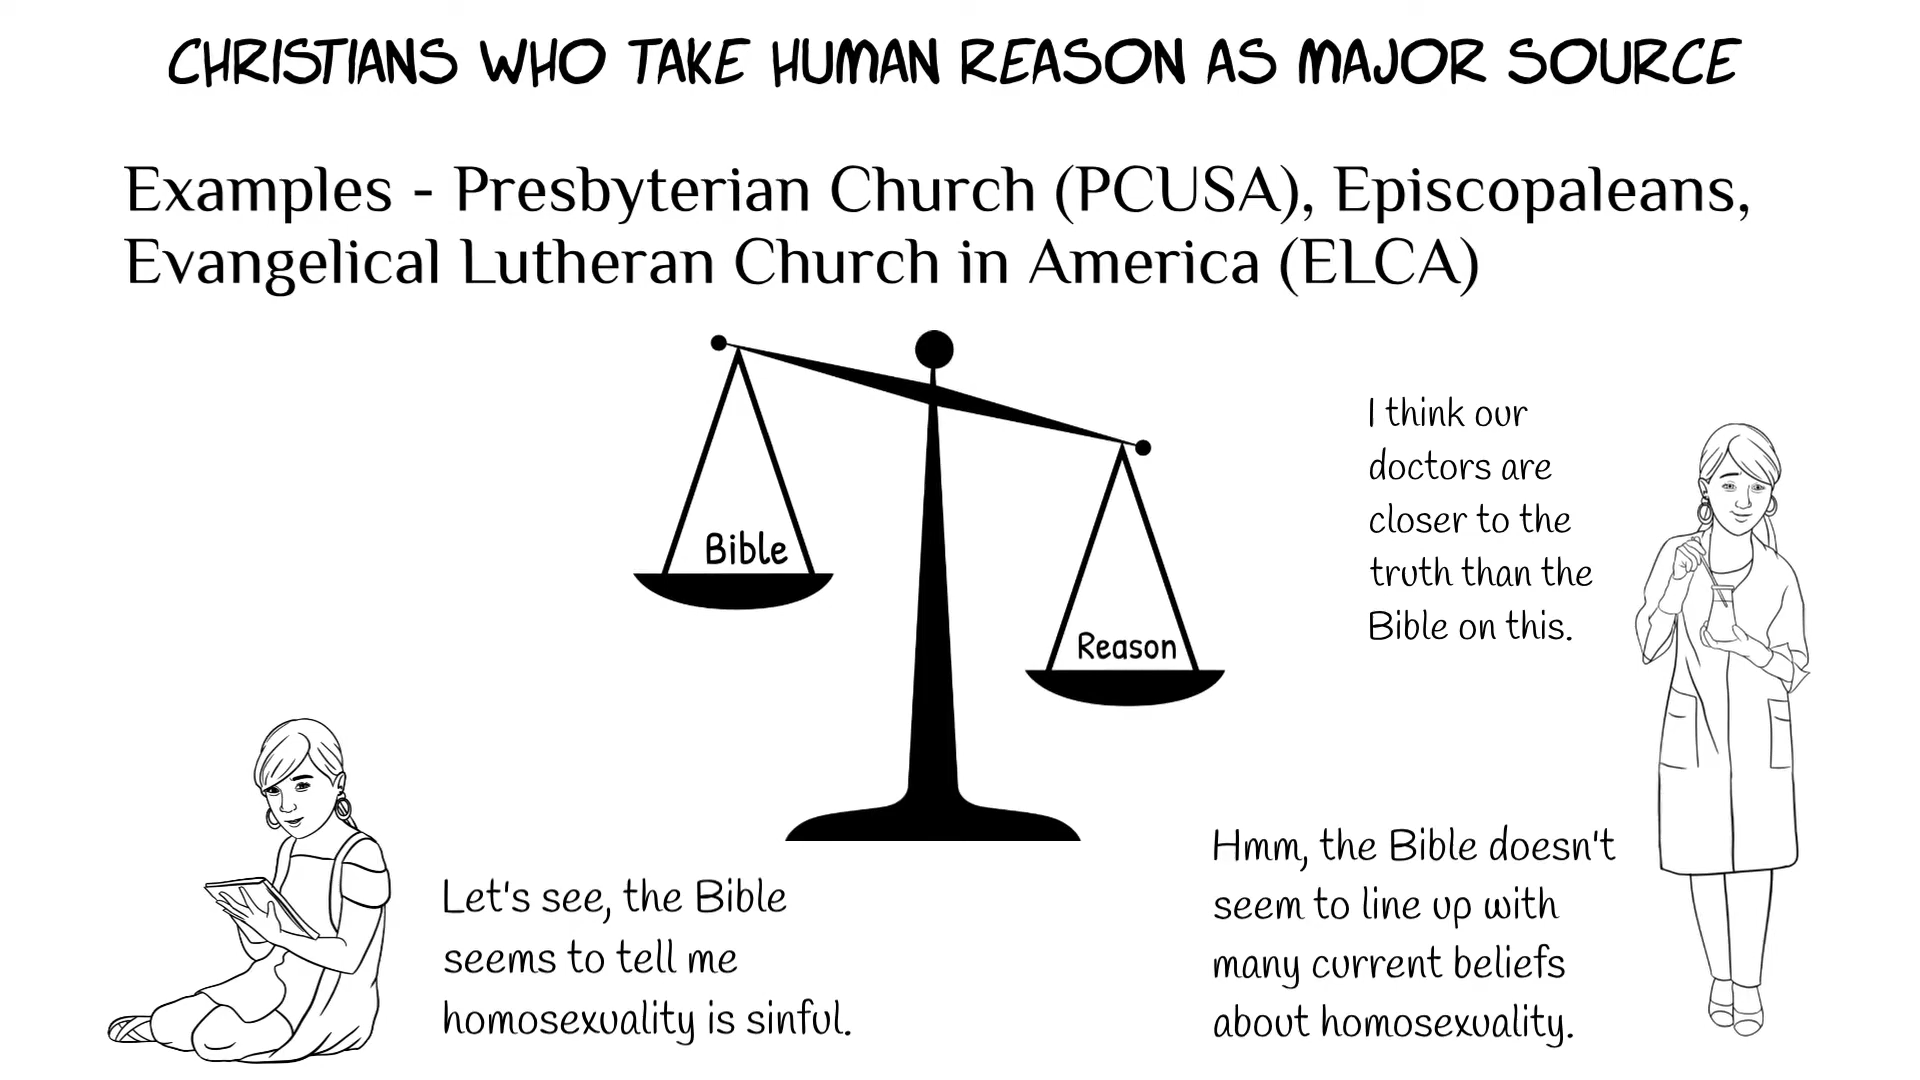 CHRISTIANS WHO TAKE HUMAN REASON AS MAJOR SOURCE
Examples - Presbyterian Church (PCUSA), Episcopaleans,
Evangelical Lutheran Church in America (ELCA)
Bible
Reason
I think our
doctors are
closer to the
truth than the
Bible on this.
Let's see, the Bible
seems to tell me
homosexuality is sinful.
Hmm, the Bible doesn't
seem to line up with
many current beliefs
about homosexuality.